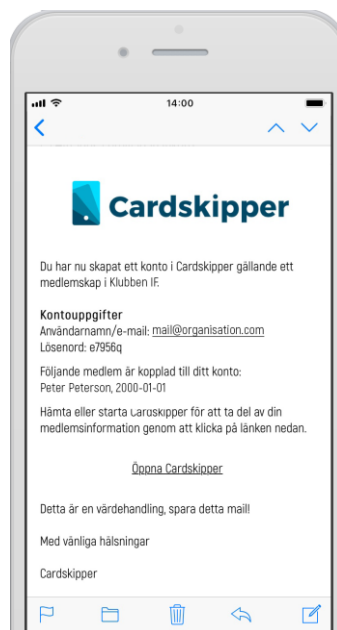 14:00
Cardskipper
Du har nu skapat ett konto i Cardskipper gällande ett
medlemskap i Klubben IF.
Kontouppgifter
Användarnamn/e-mail: mail@organisation.com
Lösenord: e7956q
Följande medlem är kopplad till ditt konto:
Peter Peterson, 2000-01-01
Hämta eller starta Cardskipper för att ta del av din
medlemsinformation genom att klicka på länken nedan.
Öppna Cardskipper
Detta är en värdehandling, spara detta mail!
Med vänliga hälsningar
Cardskipper